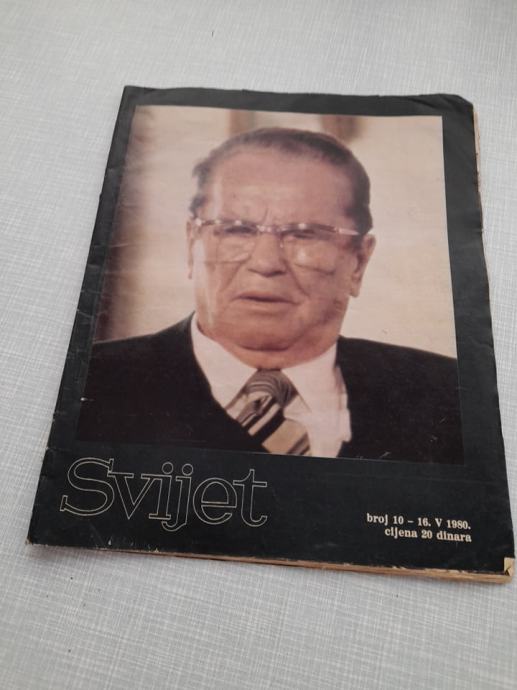 Svijet
broj 10 – 16. V 1980.
cijena 20 dinara